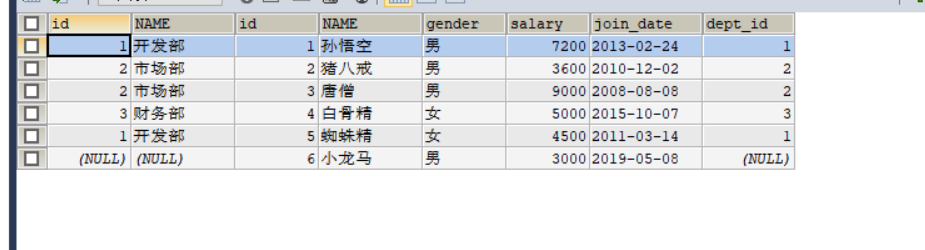 id NAME id NAME gender salary join_date dept_id
1 开发部 1 孙悟空 男 7200 2013-02-24 1
2 市场部 2 猪八戒 男 3600 2010-12-02 2
2 市场部 3 唐僧 男 9000 2008-08-08 2
3 财务部 4 白骨精 女 5000 2015-10-07 3
1 开发部 5 蜘蛛精 女 4500 2011-03-14 1
(NULL) (NULL) 6 小龙马 男 3000 2019-05-08 (NULL)